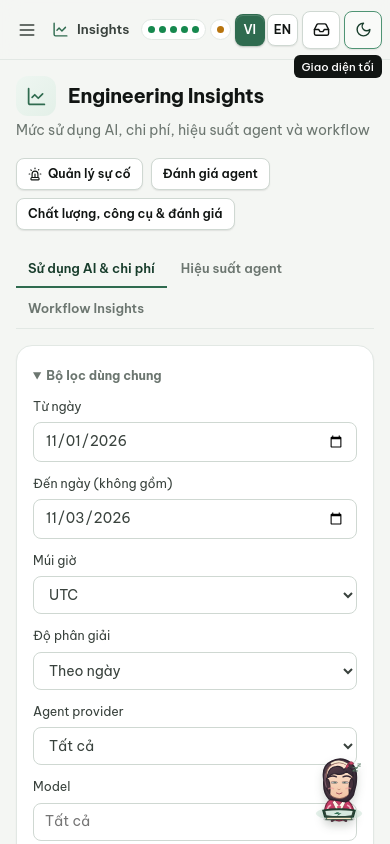 Insights
VI
EN
Giao diện tối
Engineering Insights
Mức sử dụng AI, chi phí, hiệu suất agent và workflow
Quản lý sự cố
Đánh giá agent
Chất lượng, công cụ & đánh giá
Sử dụng AI & chi phí
Hiệu suất agent
Workflow Insights
▼ Bộ lọc dùng chung
Từ ngày
11/01/2026
Đến ngày (không gồm)
11/03/2026
Múi giờ
UTC
Độ phân giải
Theo ngày
Agent provider
Tất cả
Model
Tất cả